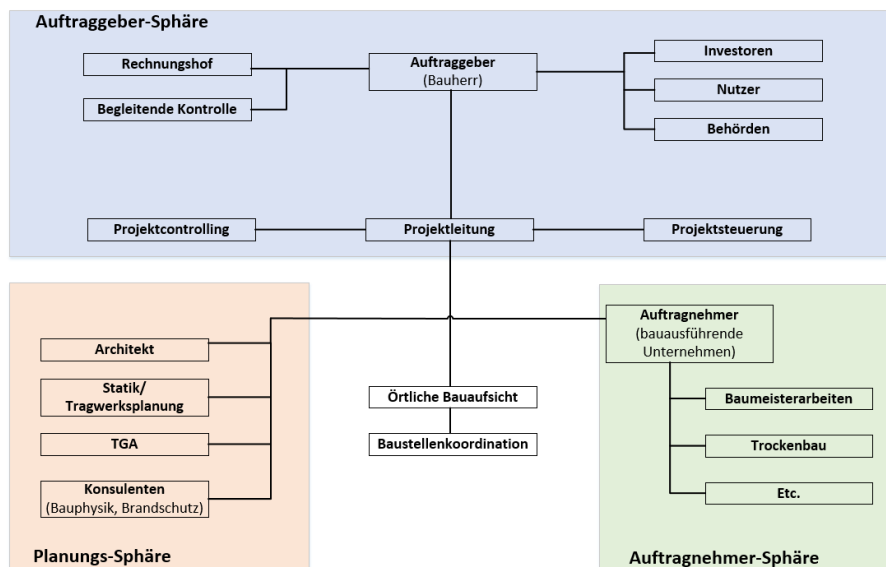 Auftraggeber-Sphäre
Rechnungshof
Begleitende Kontrolle
Auftraggeber
(Bauherr)
Investoren
Nutzer
Behörden
Projektcontrolling
Projektleitung
Projektsteuerung
Architekt
Statik/
Tragwerksplanung
TGA
Konsulenten
(Bauphysik, Brandschutz)
Planungs-Sphäre
Örtliche Bauaufsicht
Baustellenkoordination
Auftragnehmer
(bauausführende
Unternehmen)
Baumeisterarbeiten
Trockenbau
Etc.
Auftragnehmer-Sphäre